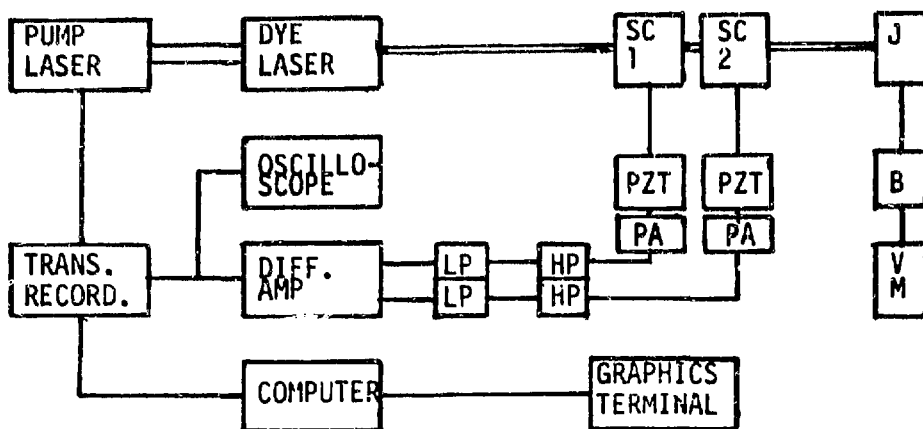 PUMP
LASER
DYE
LASER
SC
1
SC
2
J
OSCILLO-
SCOPE
PZT
PZT
B
PA
PA
TRANS.
RECORD.
DIFF.
AMP
LP
HP
LP
HP
V
M
COMPUTER
GRAPHICS
TERMINAL